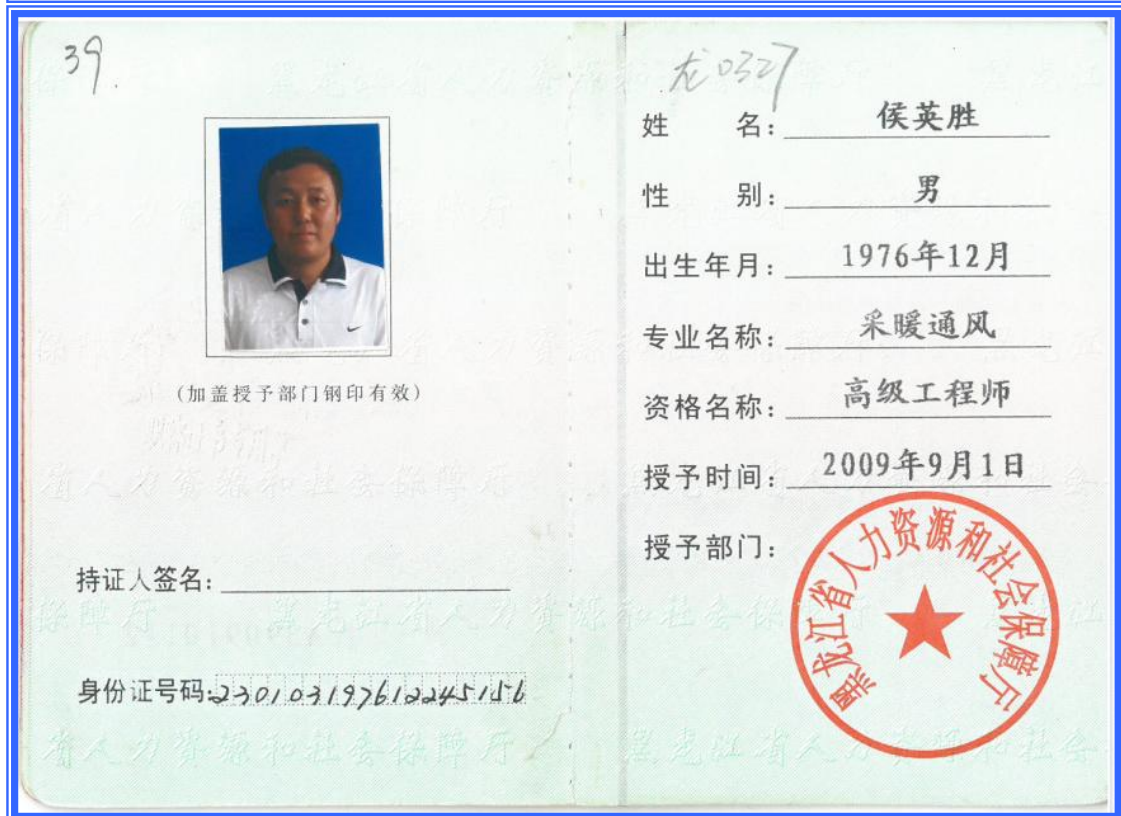 39.
(加盖授予部门钢印有效)
持证人签名:
身份证号码:230103197612245156
龙0327
姓 名: 侯英胜
性 别: 男
出生年月: 1976年12月
专业名称: 采暖通风
资格名称: 高级工程师
授予时间: 2009年9月1日
授予部门:
黑龙江省人力资源和社会保障厅